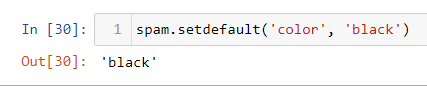 In [30]: 1 spam.setdefault('color', 'black')
Out[30]: 'black'